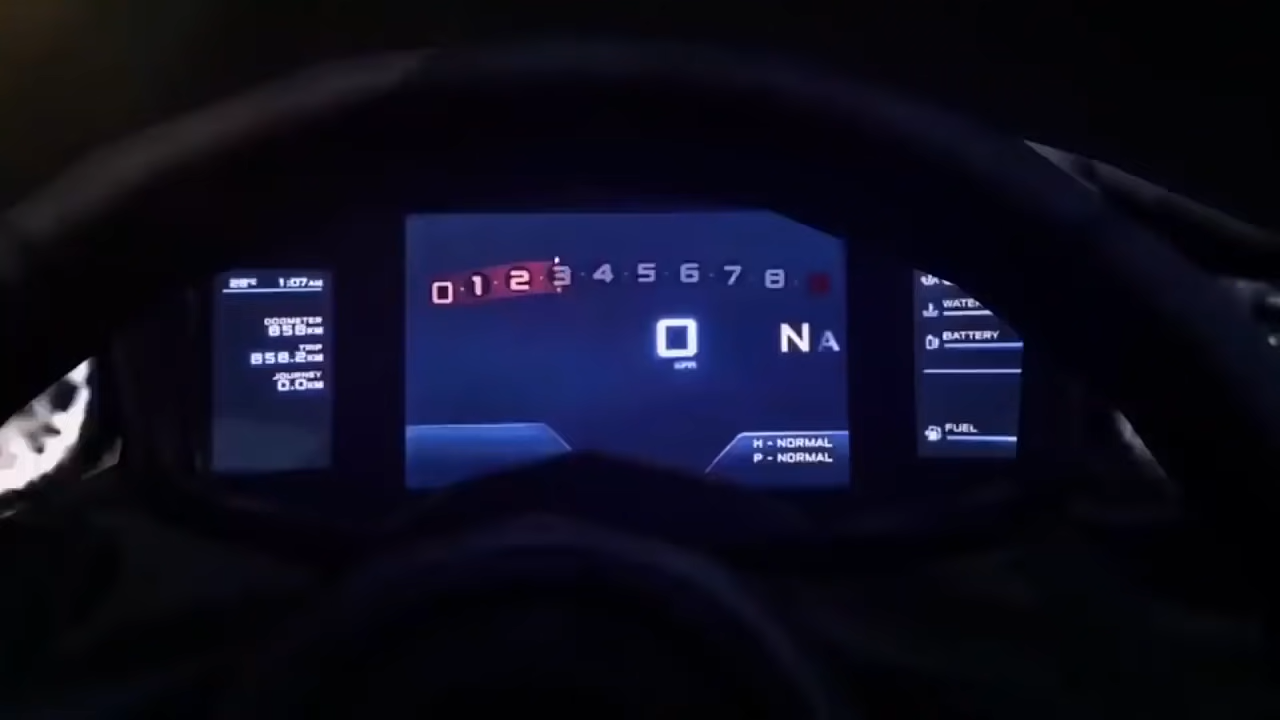 28°C 1:07AM
ODOMETER
858KM
TRIP
858.2KM
JOURNEY
0.0KM
0 1 2 3 4 5 6 7 8
0
N A
H - NORMAL
P - NORMAL
WATER
BATTERY
FUEL